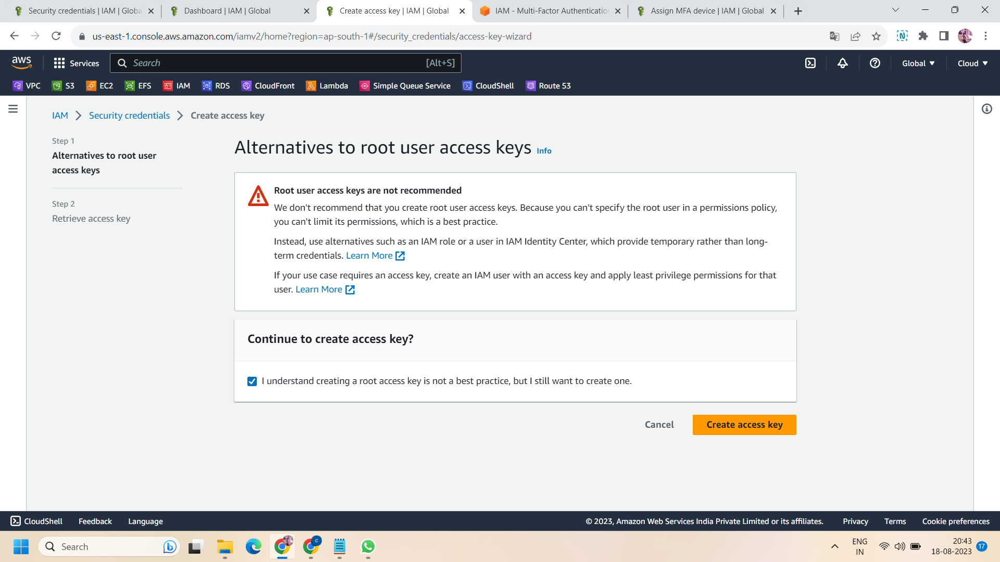 Security credentials | IAM | Globa
Dashboard | IAM | Global
Create access key | IAM | Global
IAM - Multi-Factor Authentication
Assign MFA device | IAM | Global
us-east-1.console.aws.amazon.com/iamv2/home?region=ap-south-1#/security_credentials/access-key-wizard
aws
Services
Search
[Alt+S]
Global
Cloud
VPC
S3
EC2
EFS
IAM
RDS
CloudFront
Lambda
Simple Queue Service
CloudShell
Route 53
IAM
Security credentials
Create access key
Step 1
Alternatives to root user
access keys
Step 2
Retrieve access key
Alternatives to root user access keys Info
Root user access keys are not recommended
We don't recommend that you create root user access keys. Because you can't specify the root user in a permissions policy,
you can't limit its permissions, which is a best practice.
Instead, use alternatives such as an IAM role or a user in IAM Identity Center, which provide temporary rather than long-
term credentials. Learn More
If your use case requires an access key, create an IAM user with an access key and apply least privilege permissions for that
user. Learn More
Continue to create access key?
I understand creating a root access key is not a best practice, but I still want to create one.
Cancel
Create access key
CloudShell
Feedback
Language
© 2023, Amazon Web Services India Private Limited or its affiliates.
Privacy
Terms
Cookie preferences
Search
ENG
IN
20:43
18-08-2023
17